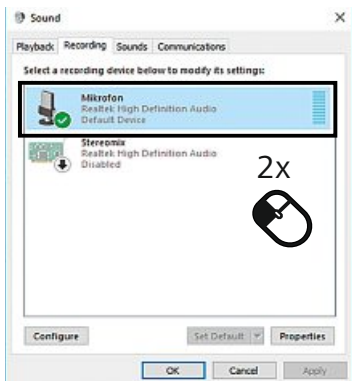 Sound
Playback Recording Sounds Communications
Select a recording device below to modify its settings:
Mikrofon
Realtek High Definition Audio
Default Device
Stereomix
Realtek High Definition Audio
Disabled
2x
Configure Set Default Properties
OK Cancel Apply